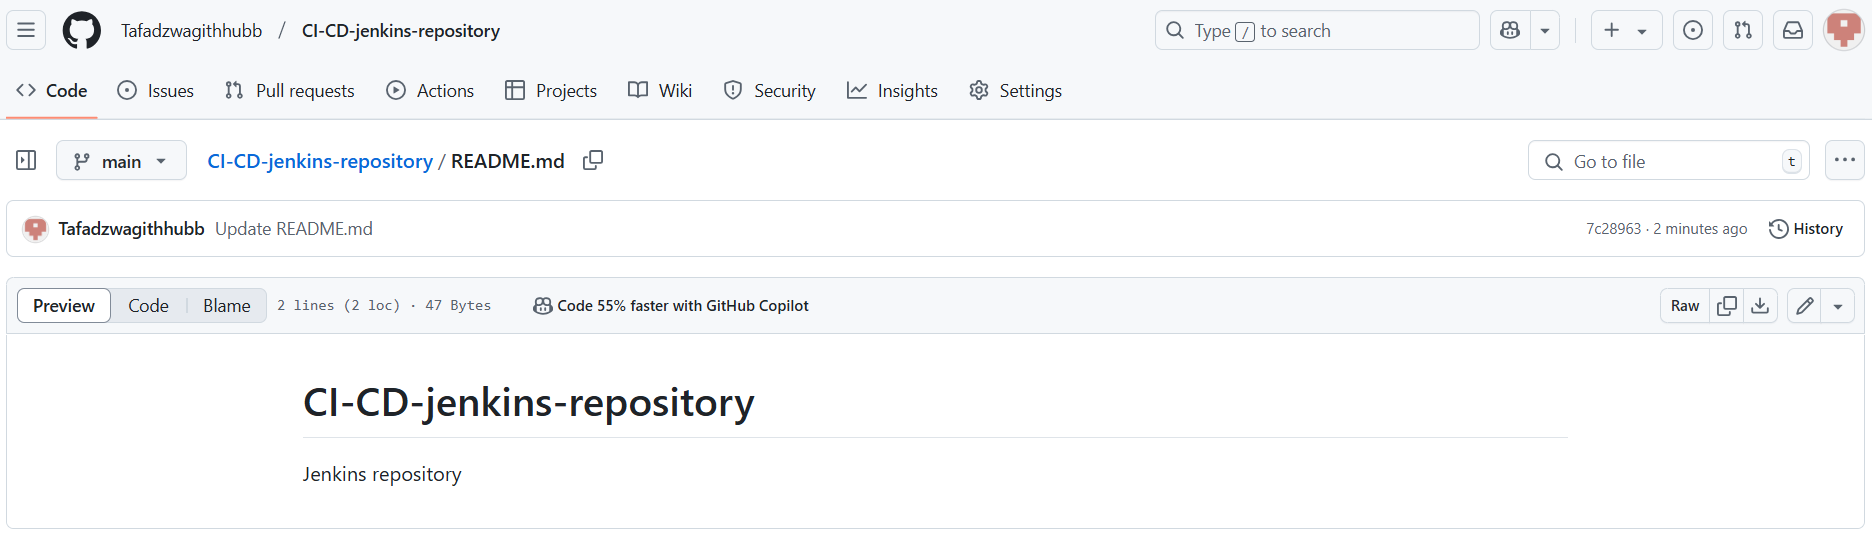 Tafadzwagithhubb / CI-CD-jenkins-repository Type / to search
Code Issues Pull requests Actions Projects Wiki Security Insights Settings
main CI-CD-jenkins-repository / README.md Go to file t
Tafadzwagithhubb Update README.md 7c28963 · 2 minutes ago History
Preview Code Blame 2 lines (2 loc) · 47 Bytes Code 55% faster with GitHub Copilot Raw
CI-CD-jenkins-repository
Jenkins repository